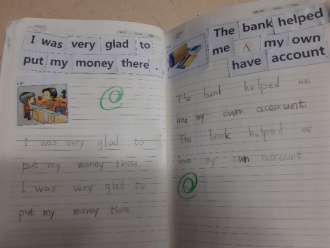 I was very glad to
put my money there.
I was very glad to
put my money there
I was very glad to
put my money there.
The bank helped
me my own
have account
The bank helped me
me my own account.
The bank helped me
have my own account.